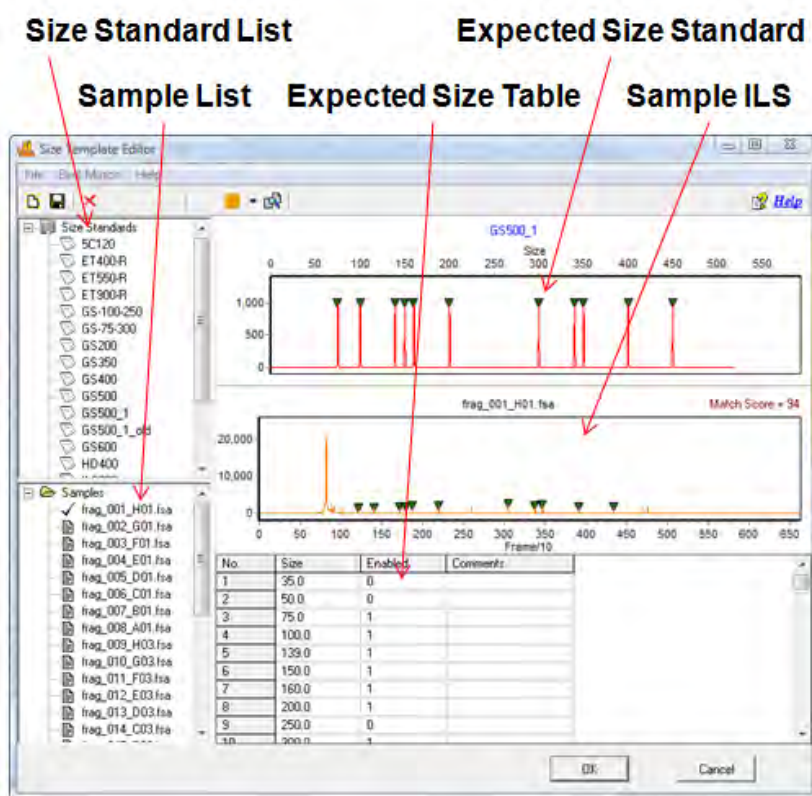 Size Standard List
Expected Size Standard
Sample List
Expected Size Table
Sample ILS
Size Template Editor
File Best Match Help
Help
Size Standards
5C120
ET400-R
ET550-R
ET900-R
GS-100-250
GS-75-300
GS200
GS350
GS400
GS500
GS500_1
GS500_1_old
GS600
HD400
GS500_1
Size
0 50 100 150 200 250 300 350 400 450 500 550
1,000
500
0
frag_001_H01.fsa
Match Score = 94
20,000
10,000
0
0 50 100 150 200 250 300 350 400 450 500 550 600 650
Frame/10
Samples
frag_001_H01.fsa
frag_002_G01.fsa
frag_003_F01.fsa
frag_004_E01.fsa
frag_005_D01.fsa
frag_006_C01.fsa
frag_007_B01.fsa
frag_008_A01.fsa
frag_009_H03.fsa
frag_010_G03.fsa
frag_011_F03.fsa
frag_012_E03.fsa
frag_013_D03.fsa
frag_014_C03.fsa
No. Size Enabled Comments
1 35.0 0
2 50.0 0
3 75.0 1
4 100.0 1
5 139.0 1
6 150.0 1
7 160.0 1
8 200.0 1
9 250.0 0
10 300.0 1
OK Cancel